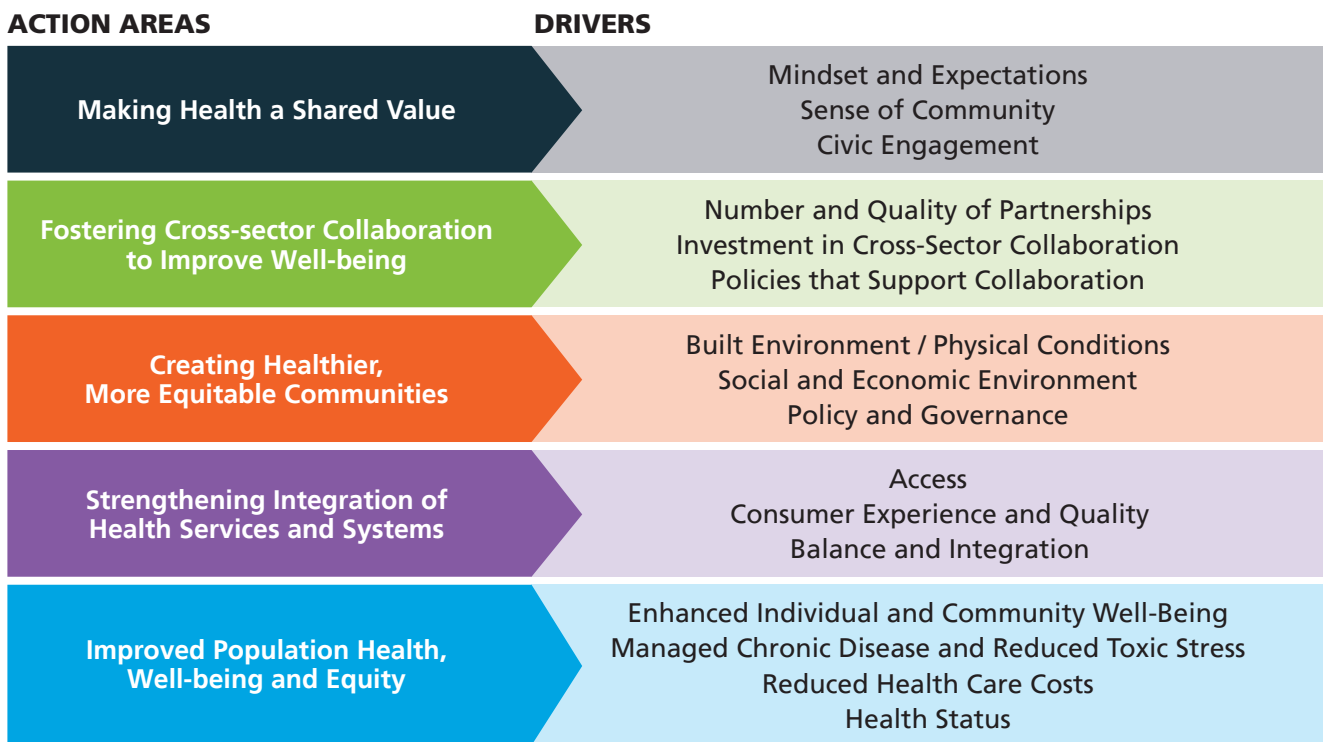 ACTION AREAS
DRIVERS
Making Health a Shared Value
Mindset and Expectations
Sense of Community
Civic Engagement
Fostering Cross-sector Collaboration
to Improve Well-being
Number and Quality of Partnerships
Investment in Cross-Sector Collaboration
Policies that Support Collaboration
Creating Healthier,
More Equitable Communities
Built Environment / Physical Conditions
Social and Economic Environment
Policy and Governance
Strengthening Integration of
Health Services and Systems
Access
Consumer Experience and Quality
Balance and Integration
Improved Population Health,
Well-being and Equity
Enhanced Individual and Community Well-Being
Managed Chronic Disease and Reduced Toxic Stress
Reduced Health Care Costs
Health Status